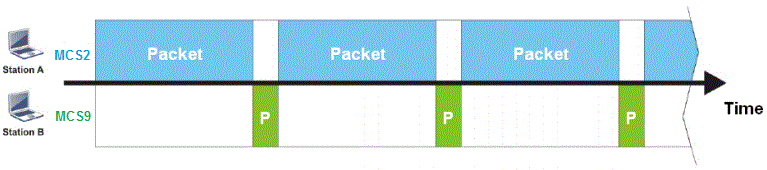 Packet Packet Packet
Station A MCS2
Time
Station B MCS9 P P P